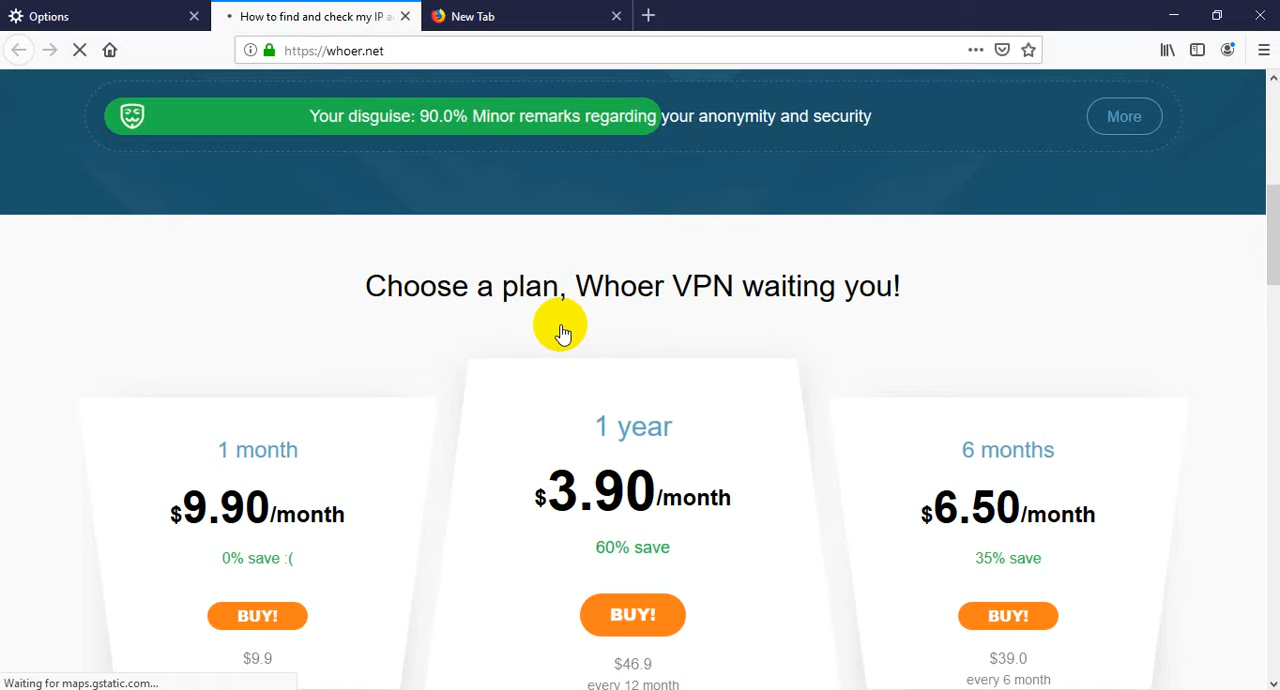 Options
How to find and check my IP a
New Tab
https://whoer.net
Your disguise: 90.0% Minor remarks regarding your anonymity and security
More
Choose a plan, Whoer VPN waiting you!
1 month
$9.90/month
0% save :(
BUY!
$9.9
1 year
$3.90/month
60% save
BUY!
$46.9
every 12 month
6 months
$6.50/month
35% save
BUY!
$39.0
every 6 month
Waiting for maps.gstatic.com...